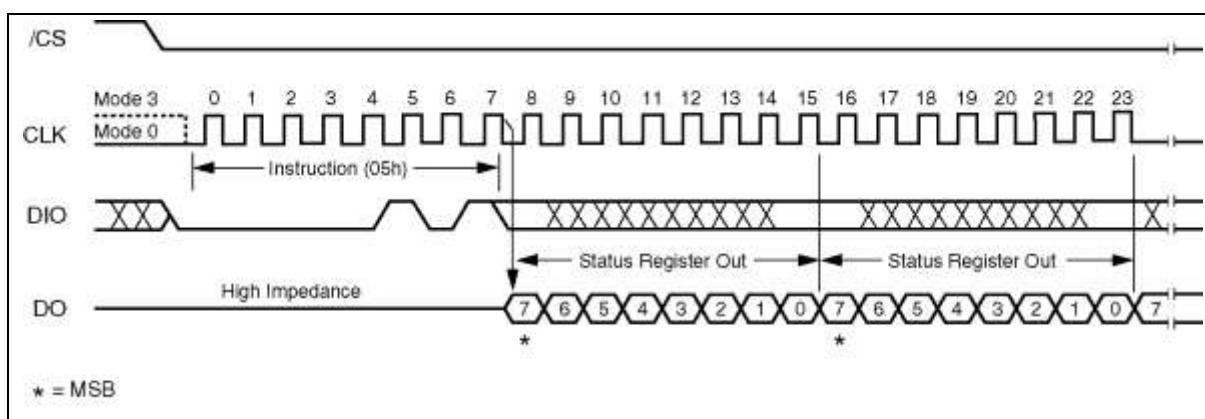 /CS
Mode 3 0 1 2 3 4 5 6 7 8 9 10 11 12 13 14 15 16 17 18 19 20 21 22 23
CLK Mode 0
Instruction (05h)
DIO
Status Register Out Status Register Out
High Impedance
DO 7 6 5 4 3 2 1 0 7 6 5 4 3 2 1 0 7
* *
* = MSB